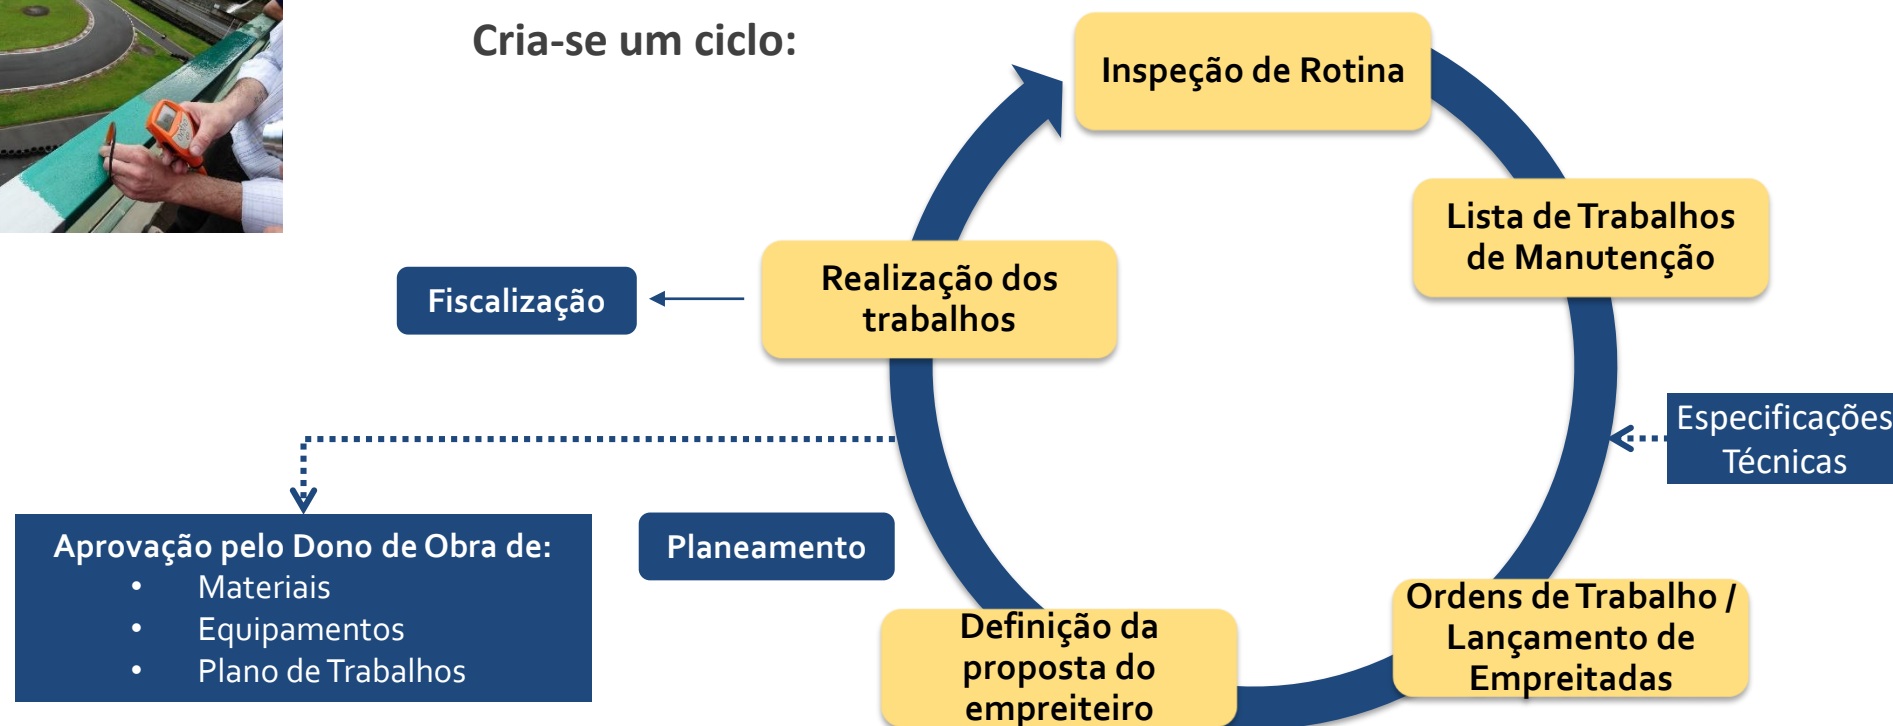 Cria-se um ciclo:
Inspeção de Rotina
Lista de Trabalhos
de Manutenção
Especificações
Técnicas
Ordens de Trabalho /
Lançamento de
Empreitadas
Definição da
proposta do
empreiteiro
Planeamento
Aprovação pelo Dono de Obra de:
• Materiais
• Equipamentos
• Plano de Trabalhos
Realização dos
trabalhos
Fiscalização